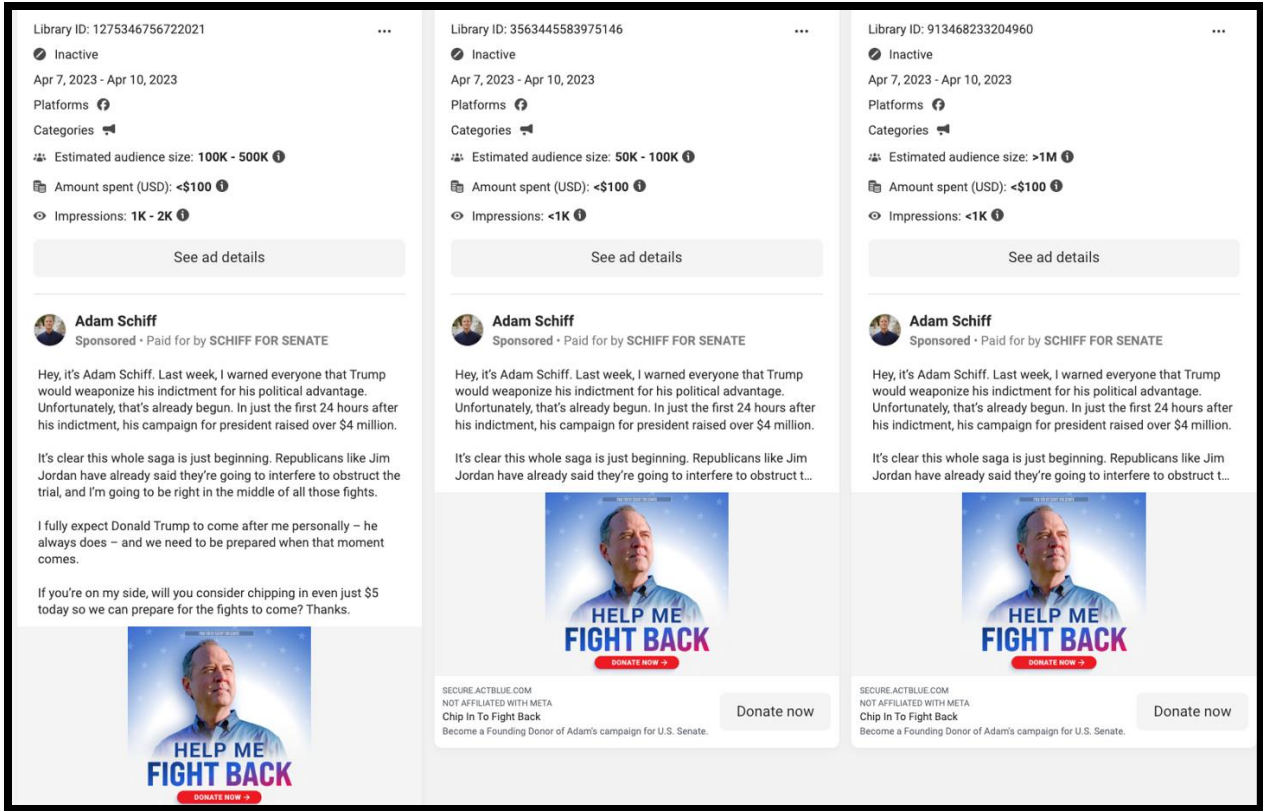 Library ID: 1275346756722021
Inactive
Apr 7, 2023 - Apr 10, 2023
Platforms
Categories
Estimated audience size: 100K - 500K
Amount spent (USD): <$100
Impressions: 1K - 2K
See ad details
Adam Schiff
Sponsored • Paid for by SCHIFF FOR SENATE
Hey, it's Adam Schiff. Last week, I warned everyone that Trump
would weaponize his indictment for his political advantage.
Unfortunately, that's already begun. In just the first 24 hours after
his indictment, his campaign for president raised over $4 million.
It's clear this whole saga is just beginning. Republicans like Jim
Jordan have already said they're going to interfere to obstruct the
trial, and I'm going to be right in the middle of all those fights.
I fully expect Donald Trump to come after me personally – he
always does – and we need to be prepared when that moment
comes.
If you're on my side, will you consider chipping in even just $5
today so we can prepare for the fights to come? Thanks.
HELP ME
FIGHT BACK
DONATE NOW →
Library ID: 3563445583975146
Inactive
Apr 7, 2023 - Apr 10, 2023
Platforms
Categories
Estimated audience size: 50K - 100K
Amount spent (USD): <$100
Impressions: <1K
See ad details
Adam Schiff
Sponsored • Paid for by SCHIFF FOR SENATE
Hey, it's Adam Schiff. Last week, I warned everyone that Trump
would weaponize his indictment for his political advantage.
Unfortunately, that's already begun. In just the first 24 hours after
his indictment, his campaign for president raised over $4 million.
It's clear this whole saga is just beginning. Republicans like Jim
Jordan have already said they're going to interfere to obstruct t...
HELP ME
FIGHT BACK
DONATE NOW →
SECURE.ACTBLUE.COM
NOT AFFILIATED WITH META
Chip In To Fight Back
Become a Founding Donor of Adam's campaign for U.S. Senate.
Donate now
Library ID: 913468233204960
Inactive
Apr 7, 2023 - Apr 10, 2023
Platforms
Categories
Estimated audience size: >1M
Amount spent (USD): <$100
Impressions: <1K
See ad details
Adam Schiff
Sponsored • Paid for by SCHIFF FOR SENATE
Hey, it's Adam Schiff. Last week, I warned everyone that Trump
would weaponize his indictment for his political advantage.
Unfortunately, that's already begun. In just the first 24 hours after
his indictment, his campaign for president raised over $4 million.
It's clear this whole saga is just beginning. Republicans like Jim
Jordan have already said they're going to interfere to obstruct t...
HELP ME
FIGHT BACK
DONATE NOW →
SECURE.ACTBLUE.COM
NOT AFFILIATED WITH META
Chip In To Fight Back
Become a Founding Donor of Adam's campaign for U.S. Senate.
Donate now